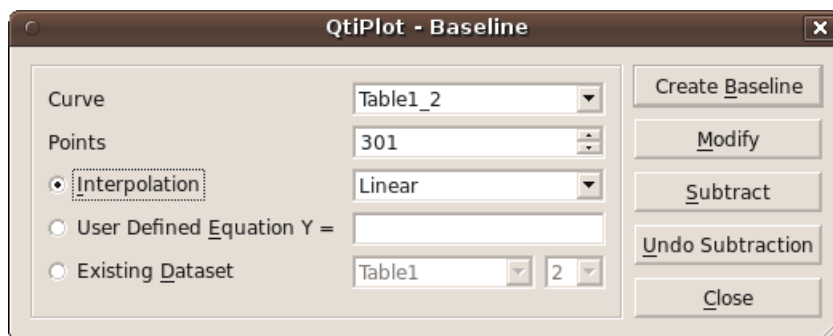 QtiPlot - Baseline
Curve
Table1_2
Points
301
Interpolation
Linear
User Defined Equation Y =
Existing Dataset
Table1
2
Create Baseline
Modify
Subtract
Undo Subtraction
Close